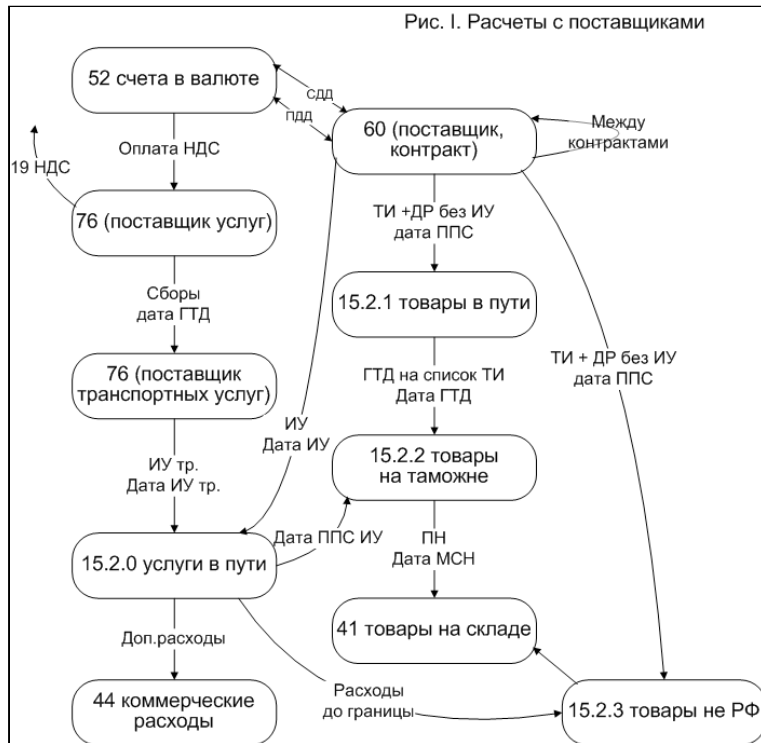 Рис. I. Расчеты с поставщиками
52 счета в валюте
СДД
ПДД
60 (поставщик,
контракт)
Между
контрактами
Оплата НДС
19 НДС
76 (поставщик услуг)
ТИ +ДР без ИУ
дата ППС
Сборы
дата ГТД
15.2.1 товары в пути
76 (поставщик
транспортных услуг)
ГТД на список ТИ
Дата ГТД
ТИ + ДР без ИУ
дата ППС
ИУ
Дата ИУ
15.2.2 товары
на таможне
ИУ тр.
Дата ИУ тр.
Дата ППС ИУ
ПН
Дата МСН
15.2.0 услуги в пути
41 товары на складе
Доп.расходы
44 коммерческие
расходы
Расходы
до границы
15.2.3 товары не РФ